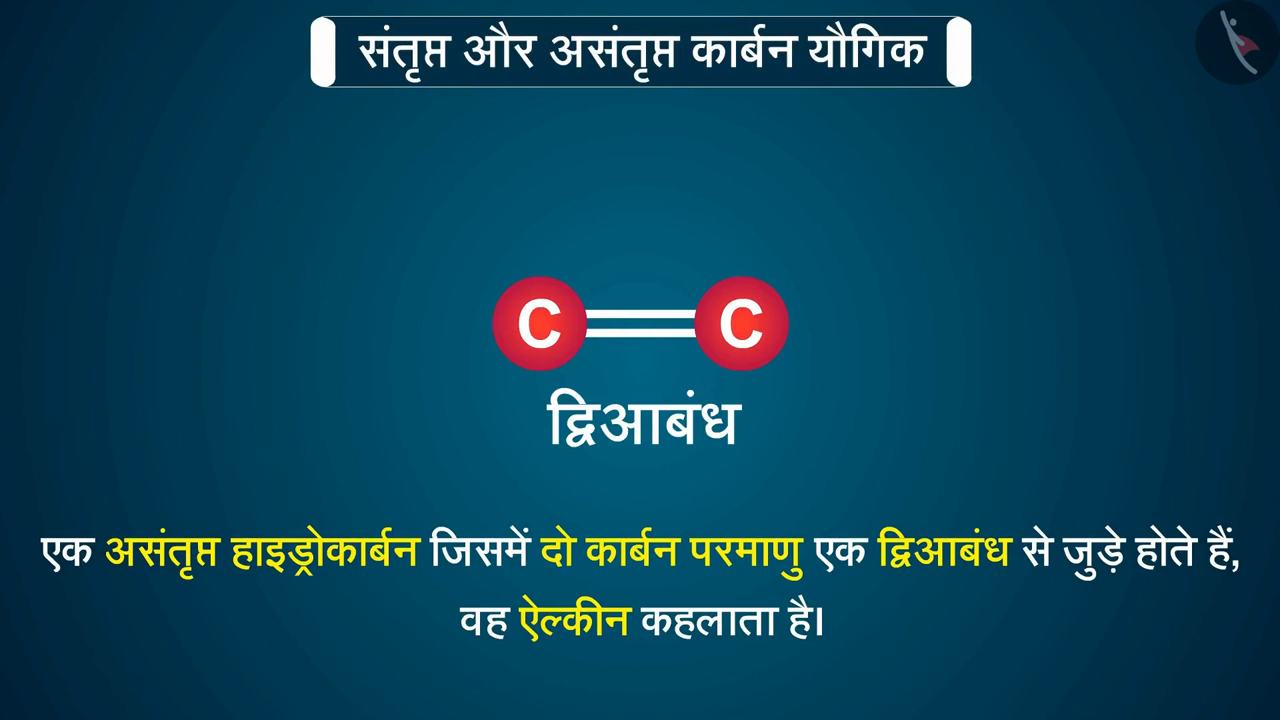 संतृप्त और असंतृप्त कार्बन यौगिक
C C
द्विआबंध
एक असंतृप्त हाइड्रोकार्बन जिसमें दो कार्बन परमाणु एक द्विआबंध से जुड़े होते हैं,
वह ऐल्कीन कहलाता है।